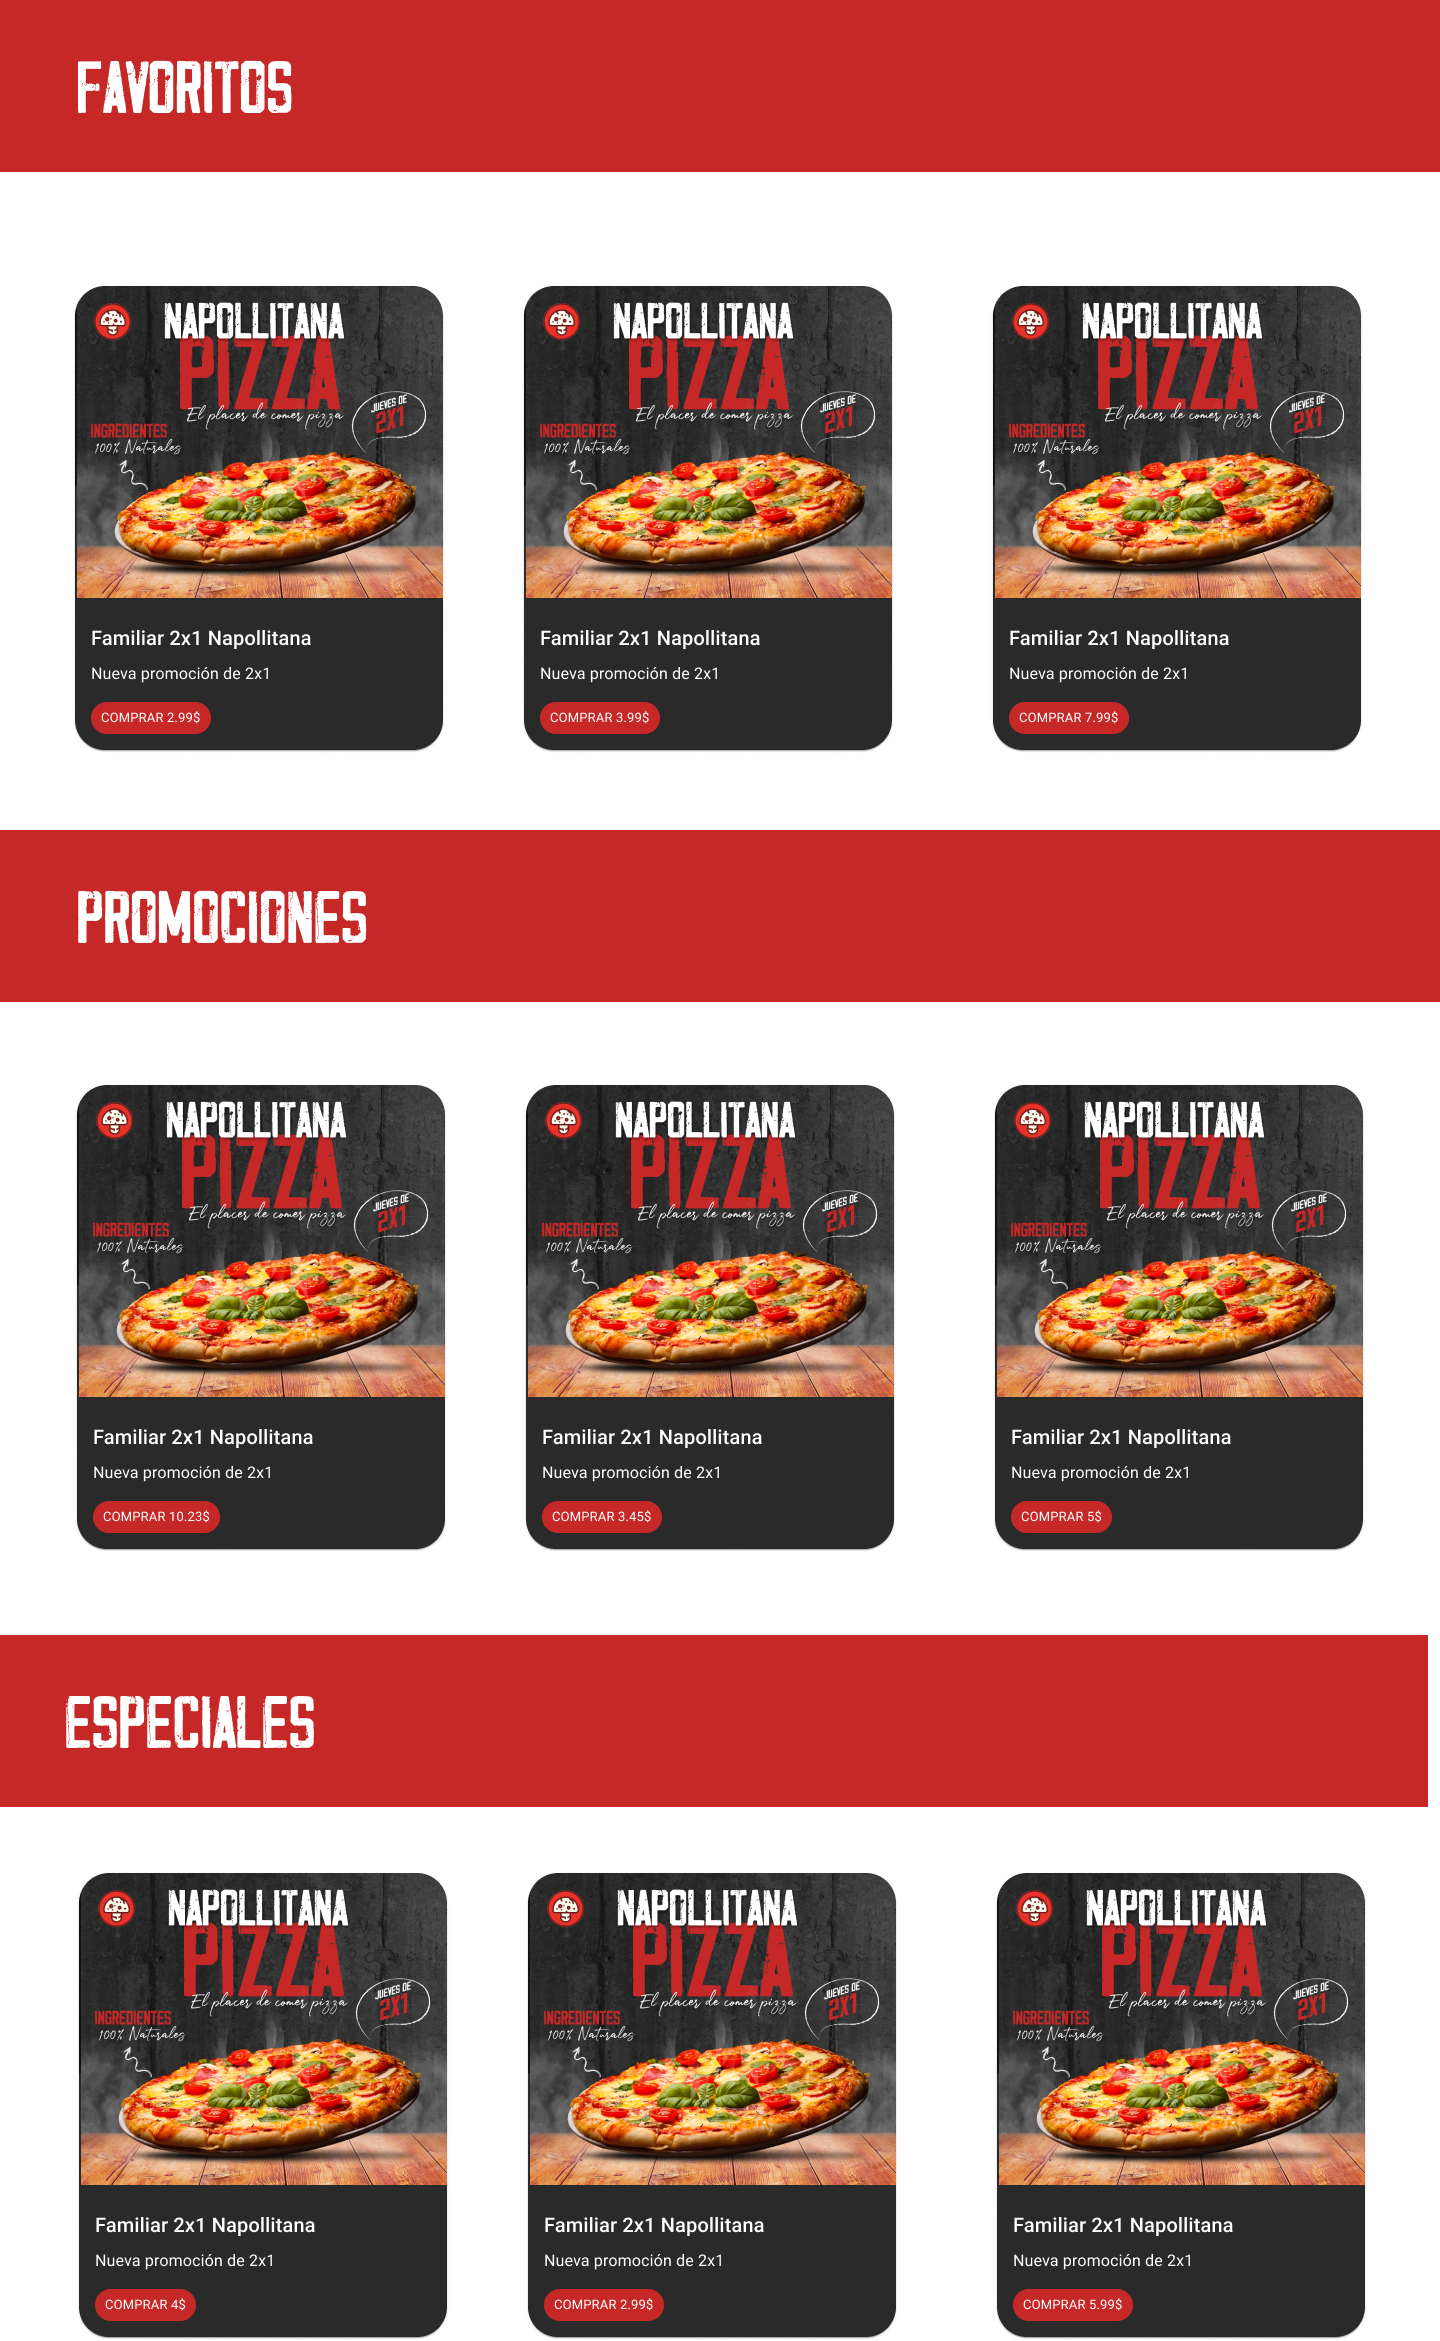 FAVORITOS
NAPOLLITANA
PIZZA
El placer de comer pizza
JUEVES DE
2X1
INGREDIENTES
100% Naturales
Familiar 2x1 Napollitana
Nueva promoción de 2x1
COMPRAR 2.99$
NAPOLLITANA
PIZZA
El placer de comer pizza
JUEVES DE
2X1
INGREDIENTES
100% Naturales
Familiar 2x1 Napollitana
Nueva promoción de 2x1
COMPRAR 3.99$
NAPOLLITANA
PIZZA
El placer de comer pizza
JUEVES DE
2X1
INGREDIENTES
100% Naturales
Familiar 2x1 Napollitana
Nueva promoción de 2x1
COMPRAR 7.99$
PROMOCIONES
NAPOLLITANA
PIZZA
El placer de comer pizza
JUEVES DE
2X1
INGREDIENTES
100% Naturales
Familiar 2x1 Napollitana
Nueva promoción de 2x1
COMPRAR 10.23$
NAPOLLITANA
PIZZA
El placer de comer pizza
JUEVES DE
2X1
INGREDIENTES
100% Naturales
Familiar 2x1 Napollitana
Nueva promoción de 2x1
COMPRAR 3.45$
NAPOLLITANA
PIZZA
El placer de comer pizza
JUEVES DE
2X1
INGREDIENTES
100% Naturales
Familiar 2x1 Napollitana
Nueva promoción de 2x1
COMPRAR 5$
ESPECIALES
NAPOLLITANA
PIZZA
El placer de comer pizza
JUEVES DE
2X1
INGREDIENTES
100% Naturales
Familiar 2x1 Napollitana
Nueva promoción de 2x1
COMPRAR 4$
NAPOLLITANA
PIZZA
El placer de comer pizza
JUEVES DE
2X1
INGREDIENTES
100% Naturales
Familiar 2x1 Napollitana
Nueva promoción de 2x1
COMPRAR 2.99$
NAPOLLITANA
PIZZA
El placer de comer pizza
JUEVES DE
2X1
INGREDIENTES
100% Naturales
Familiar 2x1 Napollitana
Nueva promoción de 2x1
COMPRAR 5.99$